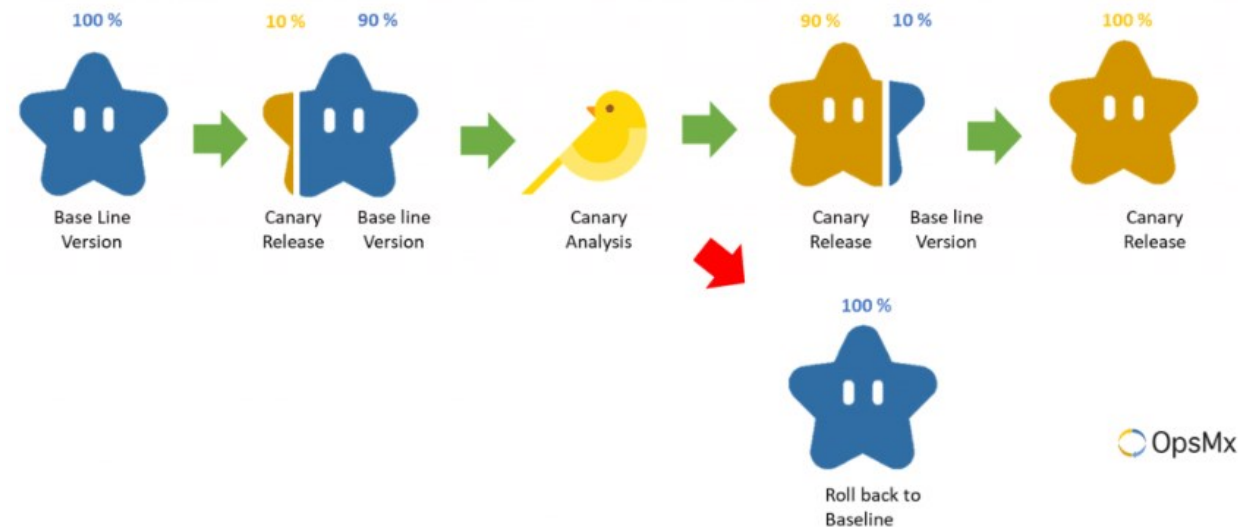 100 %
10 %
90 %
90 %
10 %
100 %
Base Line
Version
Canary
Release
Base line
Version
Canary
Analysis
Canary
Release
Base line
Version
Canary
Release
100 %
Roll back to
Baseline
OpsMx